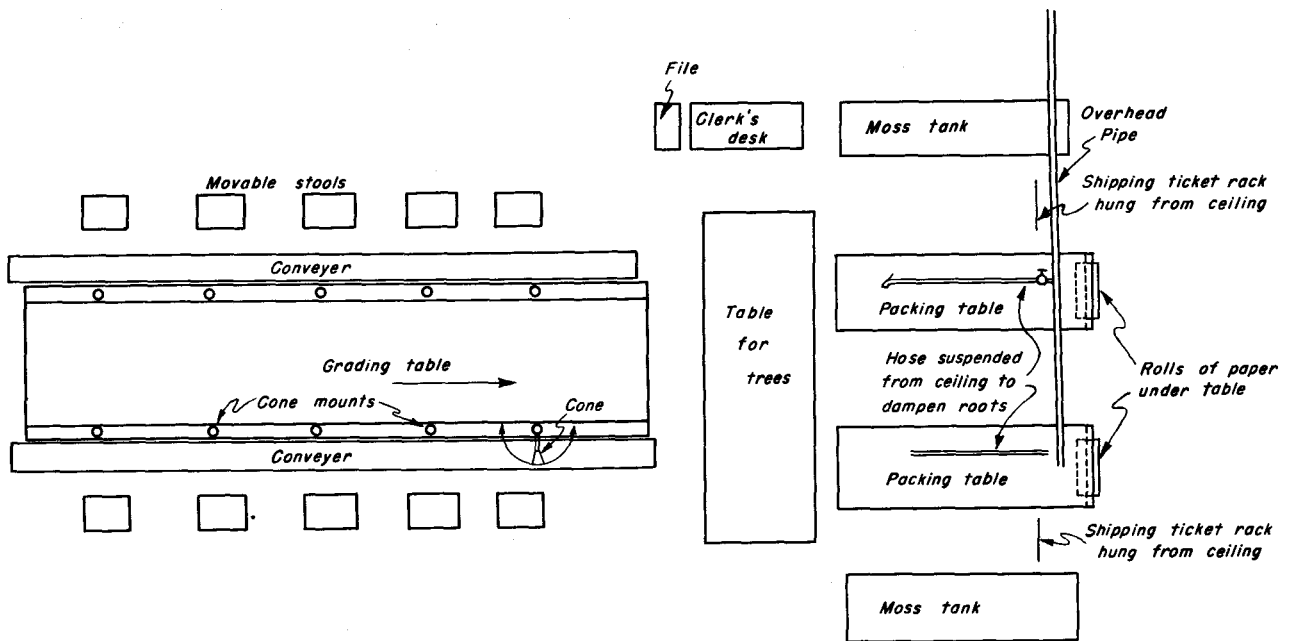 File
Clerk's
desk
Moss tank
Overhead
Pipe
Movable stools
Shipping ticket rack
hung from ceiling
Conveyer
Packing table
Table
for
trees
Grading table
Hose suspended
from ceiling to
dampen roots
Rolls of paper
under table
Cone mounts
Cone
Conveyer
Packing table
Shipping ticket rack
hung from ceiling
Moss tank